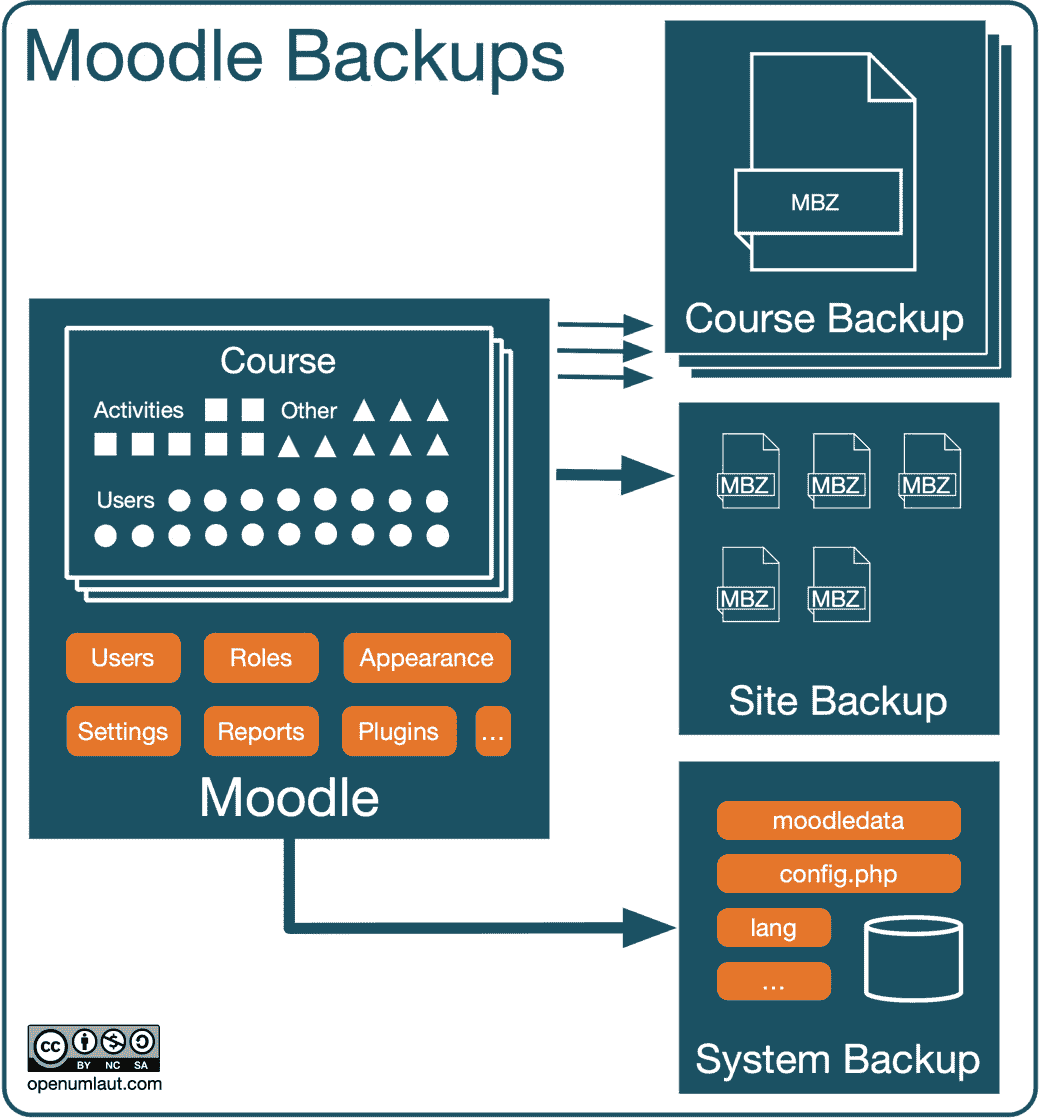 Moodle Backups
MBZ
Course Backup
Course
Activities
Other
Users
Users
Roles
Appearance
Settings
Reports
Plugins
...
Moodle
MBZ
MBZ
MBZ
MBZ
MBZ
Site Backup
moodledata
config.php
lang
...
System Backup
cc
BY NC SA
openumlaut.com